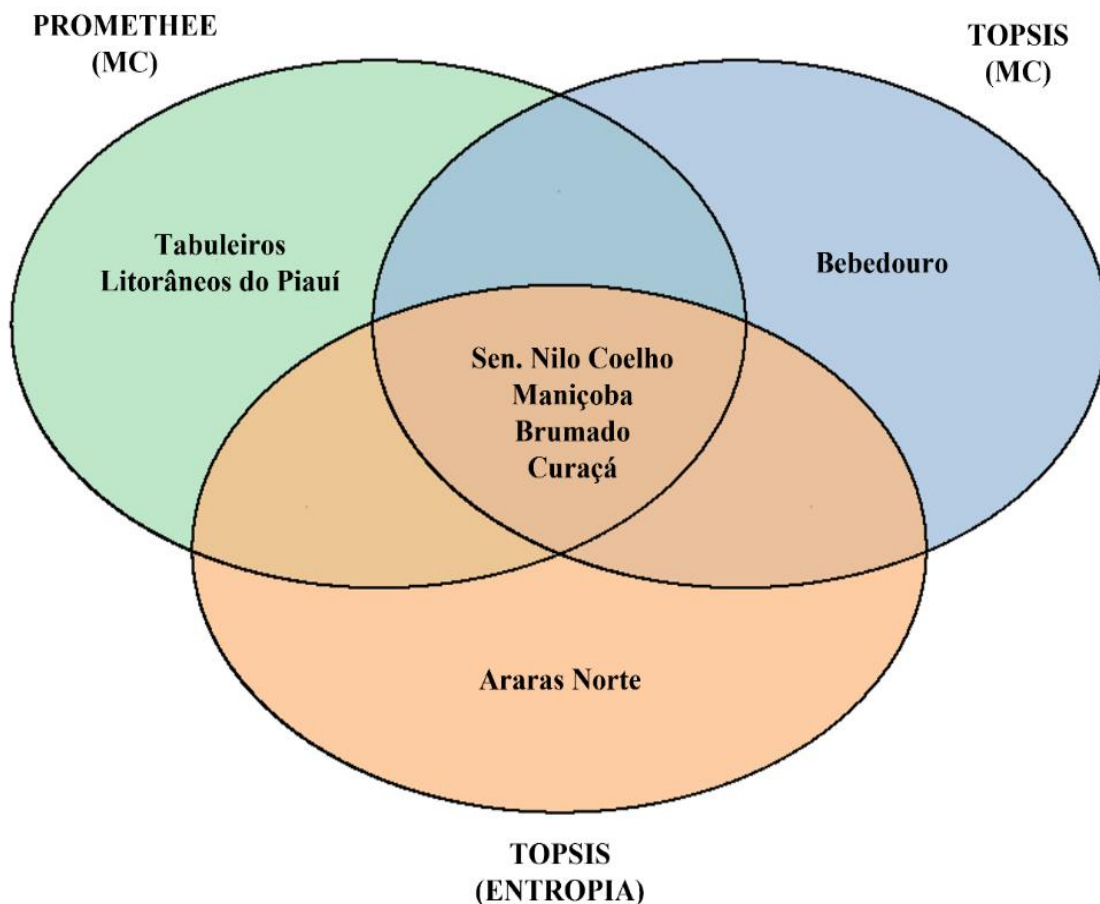 PROMETHEE
(MC)
TOPSIS
(MC)
Tabuleiros
Litorâneos do Piauí
Bebedouro
Sen. Nilo Coelho
Maniçoba
Brumado
Curaçá
Araras Norte
TOPSIS
(ENTROPIA)